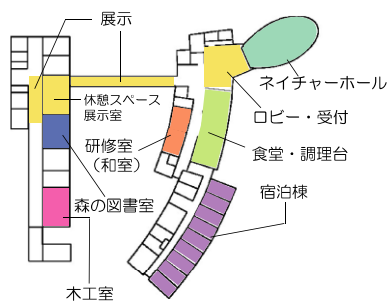 展示
ネイチャーホール
休憩スペース
展示室
ロビー・受付
研修室
（和室）
食堂・調理台
宿泊棟
森の図書室
木工室